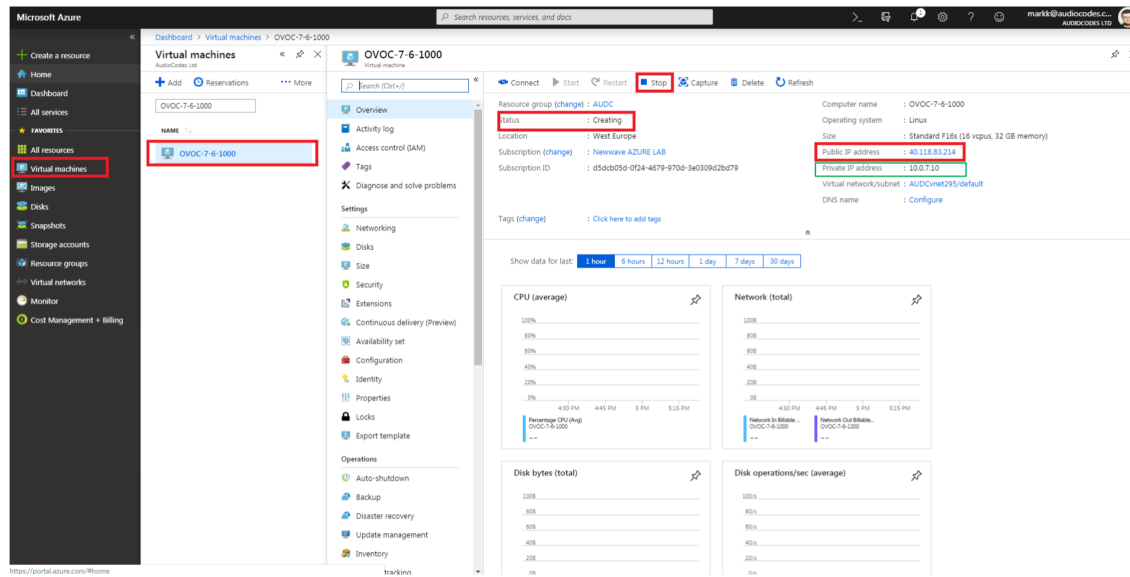 Microsoft Azure
Search resources, services, and docs
1
markk@audiocodes.c...
AUDIOCODES LTD
Create a resource
Home
Dashboard
All services
FAVORITES
All resources
Virtual machines
Images
Disks
Snapshots
Storage accounts
Resource groups
Virtual networks
Monitor
Cost Management + Billing
https://portal.azure.com/#home
Dashboard > Virtual machines > OVOC-7-6-1000
Virtual machines
AudioCodes Ltd
Add Reservations ••• More
OVOC-7-6-1000
NAME
OVOC-7-6-1000
OVOC-7-6-1000
Virtual machine
Search (Ctrl+/)
Overview
Activity log
Access control (IAM)
Tags
Diagnose and solve problems
Settings
Networking
Disks
Size
Security
Extensions
Continuous delivery (Preview)
Availability set
Configuration
Identity
Properties
Locks
Export template
Operations
Auto-shutdown
Backup
Disaster recovery
Update management
Inventory
tracking
Connect Start Restart Stop Capture Delete Refresh
Resource group (change) : AUDC
Status : Creating
Location : West Europe
Subscription (change) : Newwave AZURE LAB
Subscription ID : d5dcb05d-0f24-4679-970d-3e0309d2bd79
Computer name : OVOC-7-6-1000
Operating system : Linux
Size : Standard F16s (16 vcpus, 32 GB memory)
Public IP address : 40.118.83.214
Private IP address : 10.0.7.10
Virtual network/subnet : AUDCvnet295/default
DNS name : Configure
Tags (change) : Click here to add tags
Show data for last: 1 hour 6 hours 12 hours 1 day 7 days 30 days
CPU (average)
100%
80%
60%
40%
20%
0%
4:30 PM 4:45 PM 5 PM 5:15 PM
Percentage CPU (Avg)
OVOC-7-6-1000
--
Network (total)
100B
80B
60B
40B
20B
0B
4:30 PM 4:45 PM 5 PM 5:15 PM
Network In Billable ... Network Out Billable...
OVOC-7-6-1000 OVOC-7-6-1000
-- --
Disk bytes (total)
100B
80B
60B
40B
20B
0B
Disk operations/sec (average)
100/s
80/s
60/s
40/s
20/s
0/s